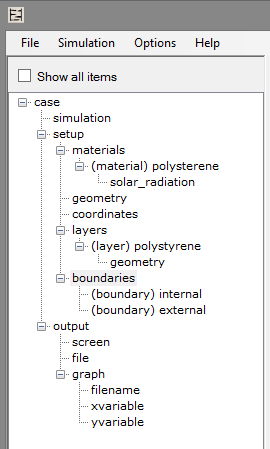 File Simulation Options Help
Show all items
case
simulation
setup
materials
(material) polysterene
solar_radiation
geometry
coordinates
layers
(layer) polystyrene
geometry
boundaries
(boundary) internal
(boundary) external
output
screen
file
graph
filename
xvariable
yvariable